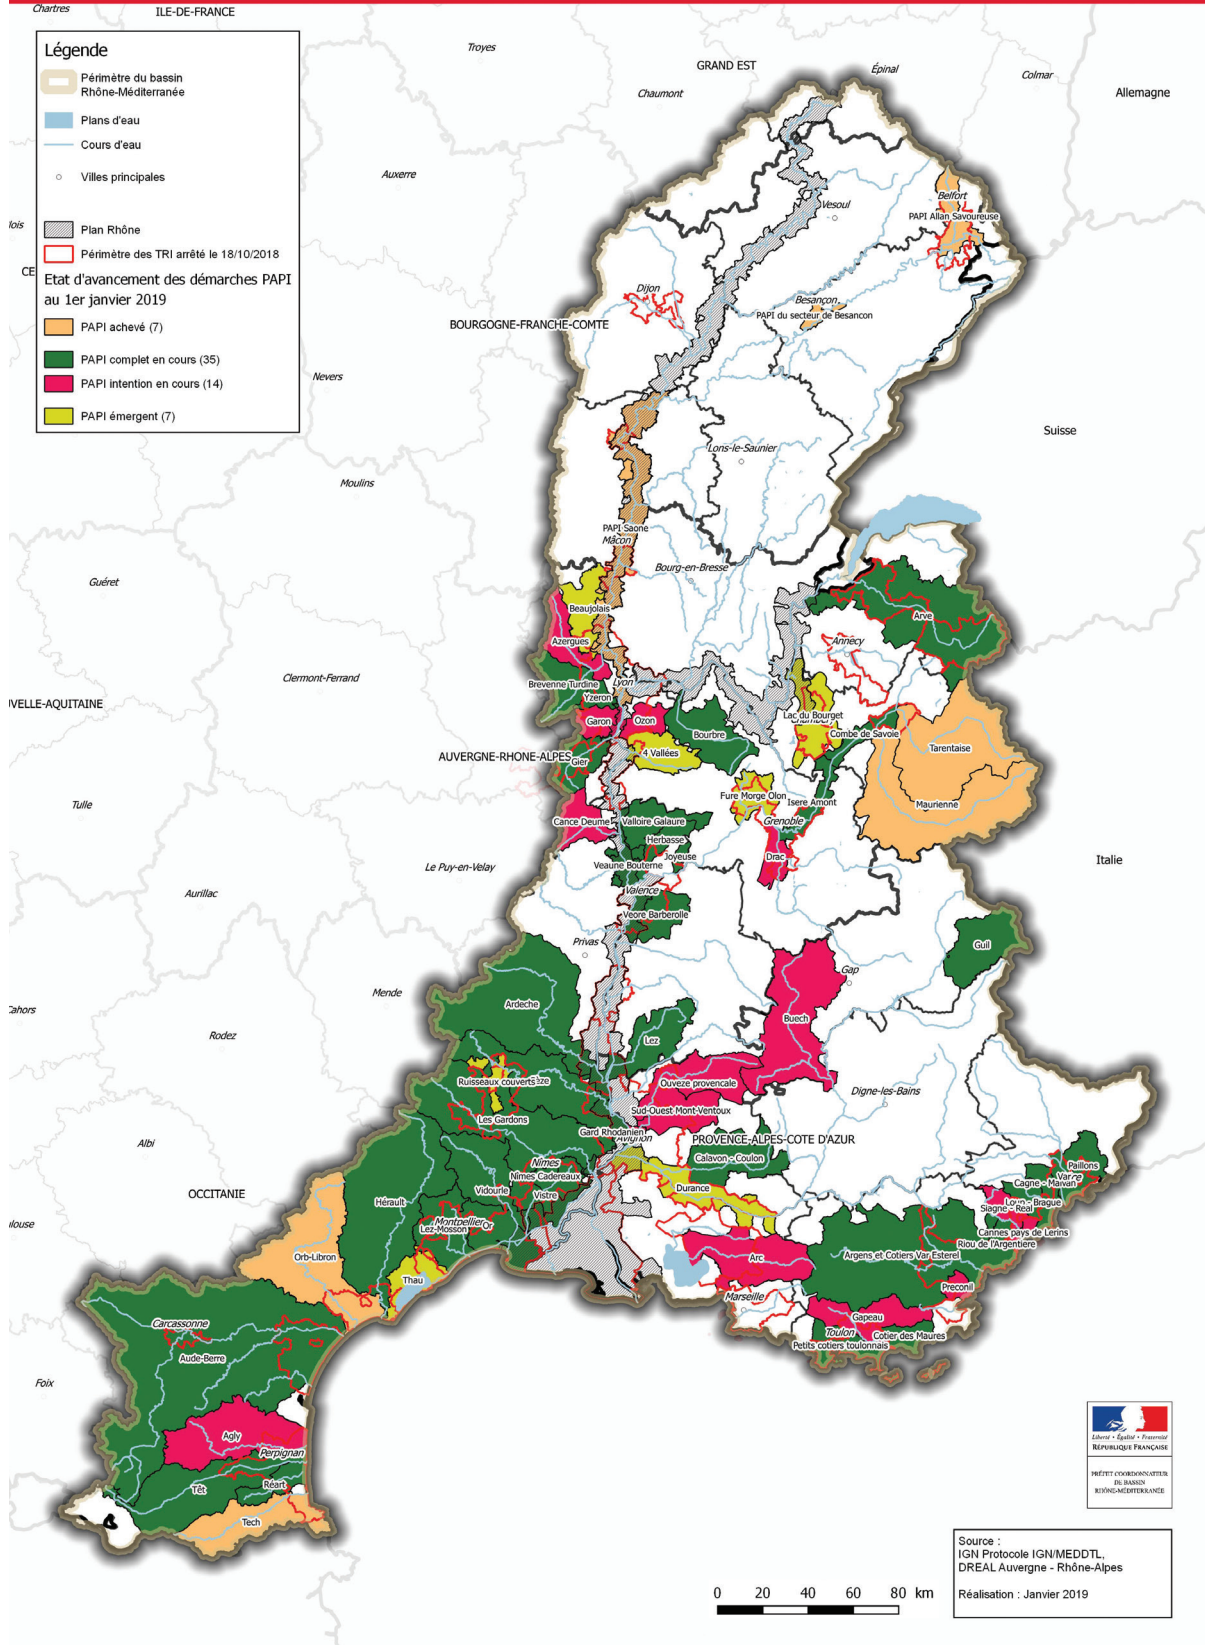 Chartres
ILE-DE-FRANCE
Troyes
GRAND EST
Épinal
Colmar
Chaumont
Allemagne
Légende
Périmètre du bassin
Rhône-Méditerranée
Plans d'eau
Cours d'eau
Villes principales
Plan Rhône
Périmètre des TRI arrêté le 18/10/2018
Etat d'avancement des démarches PAPI
au 1er janvier 2019
PAPI achevé (7)
PAPI complet en cours (35)
PAPI intention en cours (14)
PAPI émergent (7)
Auxerre
Vesoul
Belfort
PAPI Allan Savoureuse
Dijon
Besançon
PAPI du secteur de Besancon
BOURGOGNE-FRANCHE-COMTE
Nevers
Suisse
Lons-le-Saunier
Moulins
PAPI Saone
Mâcon
Bourg-en-Bresse
Guéret
Beaujolais
Azergues
Arve
Annecy
Clermont-Ferrand
Brevenne Turdine
Lyon
Yzeron
UVELLE-AQUITAINE
Garon
Ozon
Lac du Bourget
Bourbre
Combe de Savoie
Tarentaise
AUVERGNE-RHONE-ALPES
4 Vallées
Gier
Tulle
Fure Morge Olon
Isere Amont
Maurienne
Cance Deume
Valloire Galaure
Grenoble
Herbasse
Joyeuse
Drac
Italie
Le Puy-en-Velay
Veaune Bouterne
Aurillac
Valence
Veore Barberolle
Privas
Guil
Gap
Mende
Cahors
Ardeche
Buech
Rodez
Lez
Ruisseaux couverts
Ouveze provencale
Digne-les-Bains
Sud-Ouest Mont-Ventoux
Les Gardons
Gard Rhodanien
Avignon
PROVENCE-ALPES-COTE D'AZUR
Albi
Calavon - Coulon
Nimes
Nimes Cadereaux
Paillons
Cagne - Malvan
OCCITANIE
Vidourle
Vistre
Durance
Hérault
Loup - Brague
Siagne - Real
Montpellier
Lez-Mosson
Cannes pays de Lerins
Riou de l'Argentiere
Orb-Libron
Arc
Argens et Cotiers Var Esterel
Thau
Preconil
Marseille
Gapeau
Carcassonne
Toulon
Cotier des Maures
Petits cotiers toulonnais
Aude-Berre
Foix
Agly
Perpignan
Têt
Réart
Tech
Liberté • Égalité • Fraternité
RÉPUBLIQUE FRANÇAISE
PRÉFET COORDONNATEUR
DE BASSIN
RHÔNE-MÉDITERRANÉE
Source :
IGN Protocole IGN/MEDDTL,
DREAL Auvergne - Rhône-Alpes
Réalisation : Janvier 2019
0 20 40 60 80 km